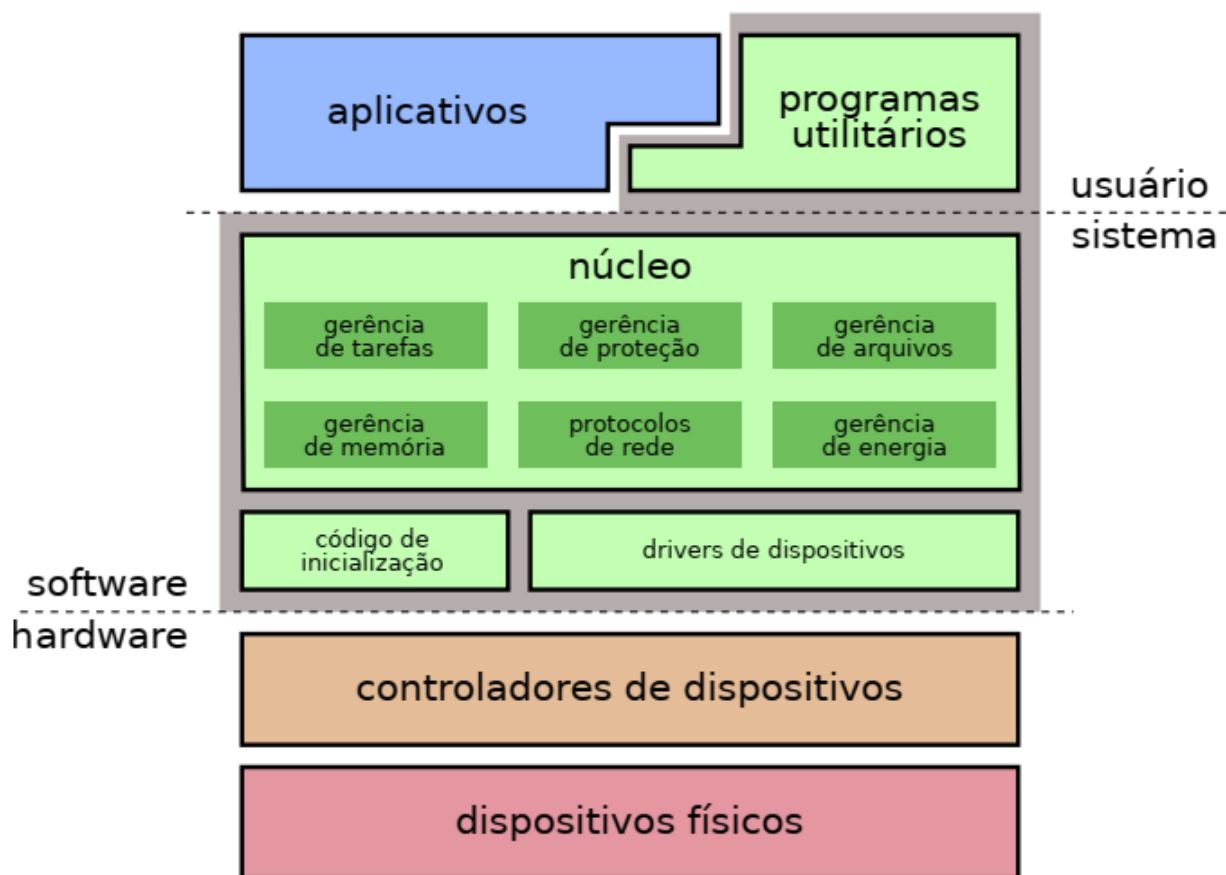 aplicativos
programas
utilitários
usuário
sistema
núcleo
gerência
de tarefas
gerência
de proteção
gerência
de arquivos
gerência
de memória
protocolos
de rede
gerência
de energia
código de
inicialização
drivers de dispositivos
software
hardware
controladores de dispositivos
dispositivos físicos